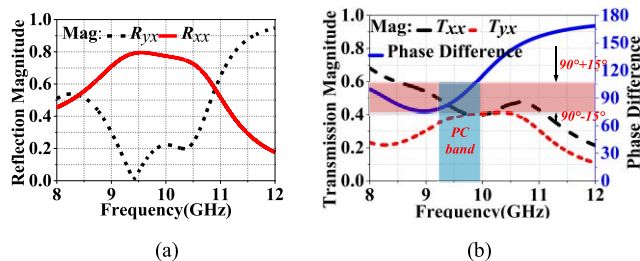 Mag: Ryx Rxx
Reflection Magnitude
1.0
0.8
0.6
0.4
0.2
0.0
8 9 10 11 12
Frequency(GHz)
(a)
Mag: Txx Tyx
Phase Difference
Transmission Magnitude
1.0
0.8
0.6
0.4
0.2
0.0
90°+15°
90°-15°
PC
band
180
150
120
90
60
30
0
Phase Difference
8 9 10 11 12
Frequency(GHz)
(b)